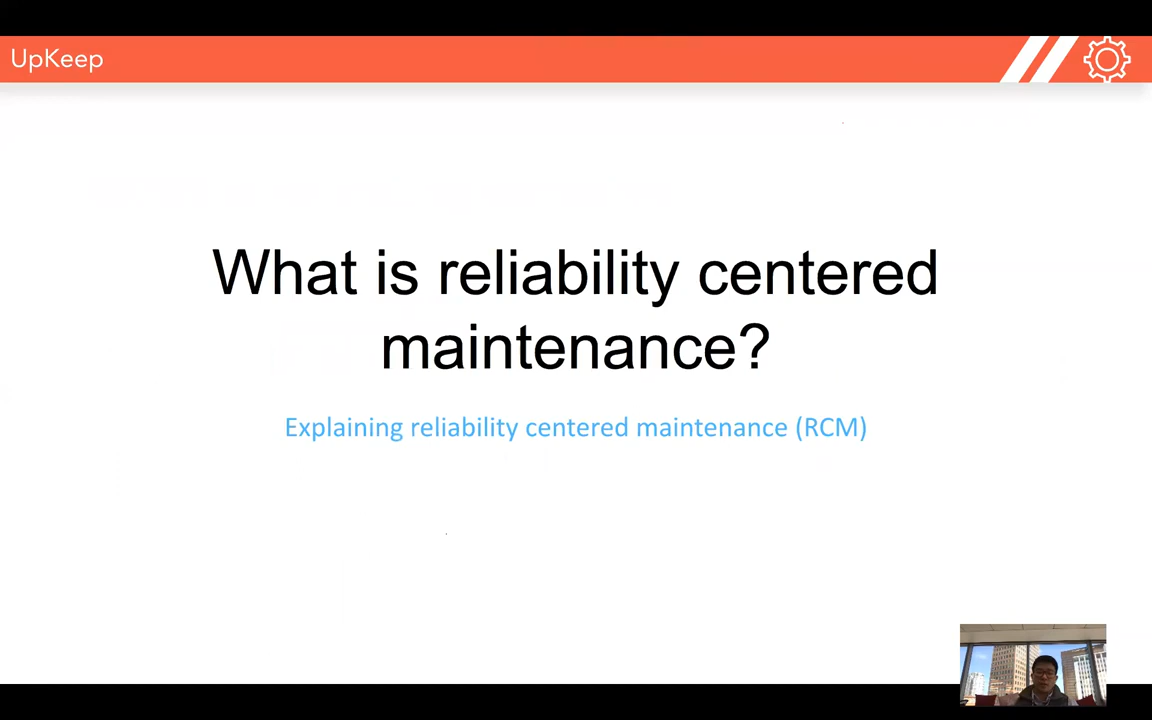 UpKeep
What is reliability centered
maintenance?
Explaining reliability centered maintenance (RCM)